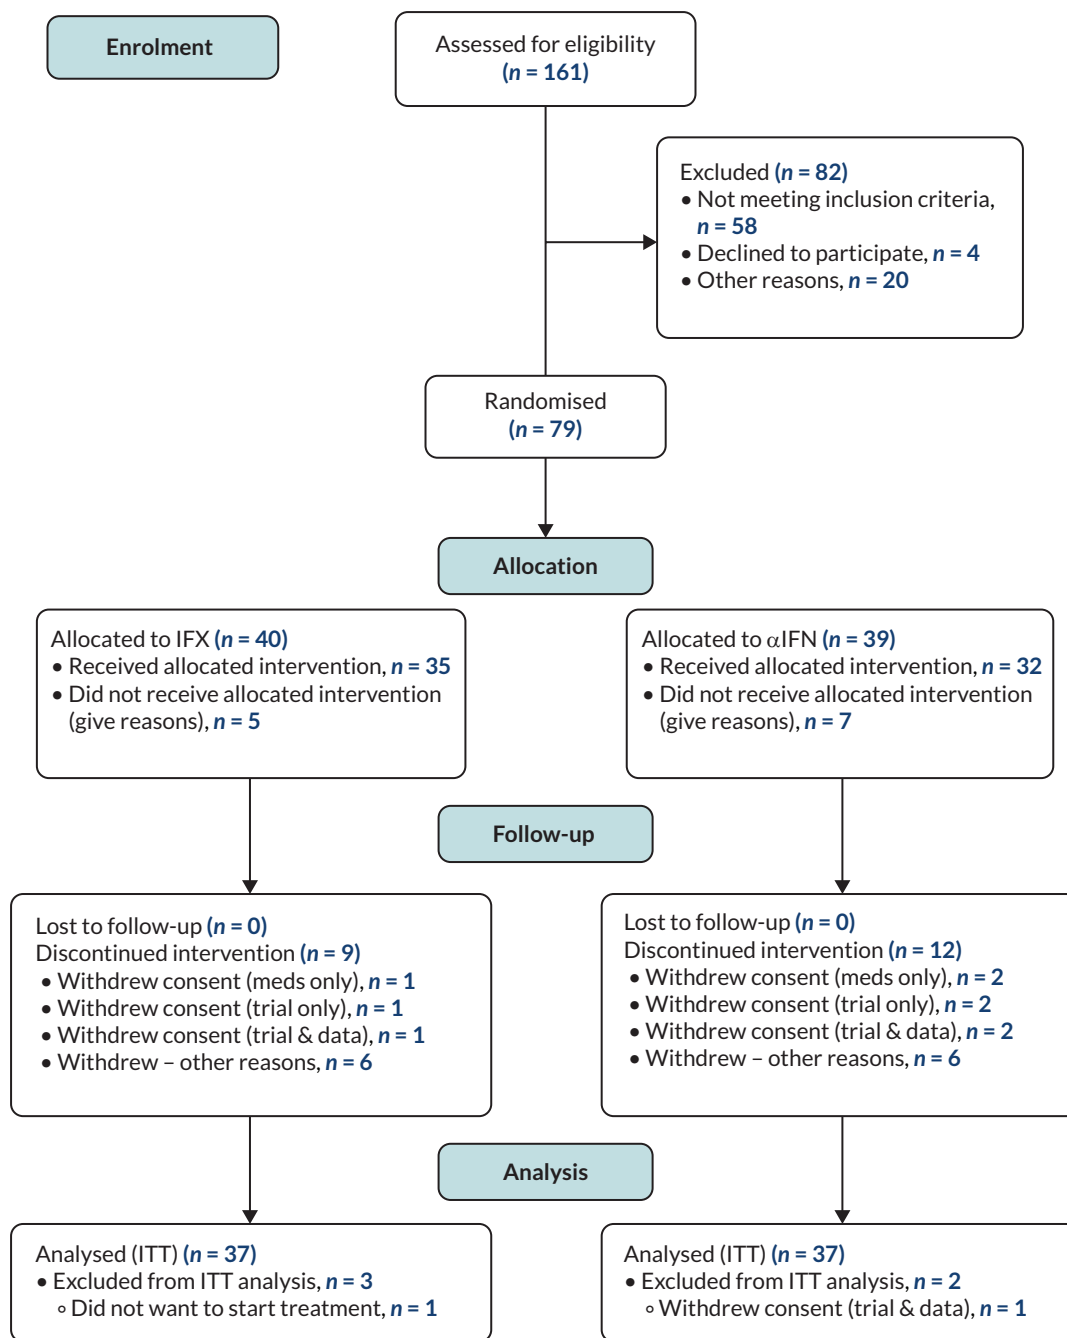 Enrolment
Assessed for eligibility
(n = 161)
Excluded (n = 82)
• Not meeting inclusion criteria,
n = 58
• Declined to participate, n = 4
• Other reasons, n = 20
Randomised
(n = 79)
Allocation
Allocated to IFX (n = 40)
• Received allocated intervention, n = 35
• Did not receive allocated intervention
(give reasons), n = 5
Allocated to αIFN (n = 39)
• Received allocated intervention, n = 32
• Did not receive allocated intervention
(give reasons), n = 7
Follow-up
Lost to follow-up (n = 0)
Discontinued intervention (n = 9)
• Withdrew consent (meds only), n = 1
• Withdrew consent (trial only), n = 1
• Withdrew consent (trial & data), n = 1
• Withdrew – other reasons, n = 6
Lost to follow-up (n = 0)
Discontinued intervention (n = 12)
• Withdrew consent (meds only), n = 2
• Withdrew consent (trial only), n = 2
• Withdrew consent (trial & data), n = 2
• Withdrew – other reasons, n = 6
Analysis
Analysed (ITT) (n = 37)
• Excluded from ITT analysis, n = 3
◦ Did not want to start treatment, n = 1
Analysed (ITT) (n = 37)
• Excluded from ITT analysis, n = 2
◦ Withdrew consent (trial & data), n = 1